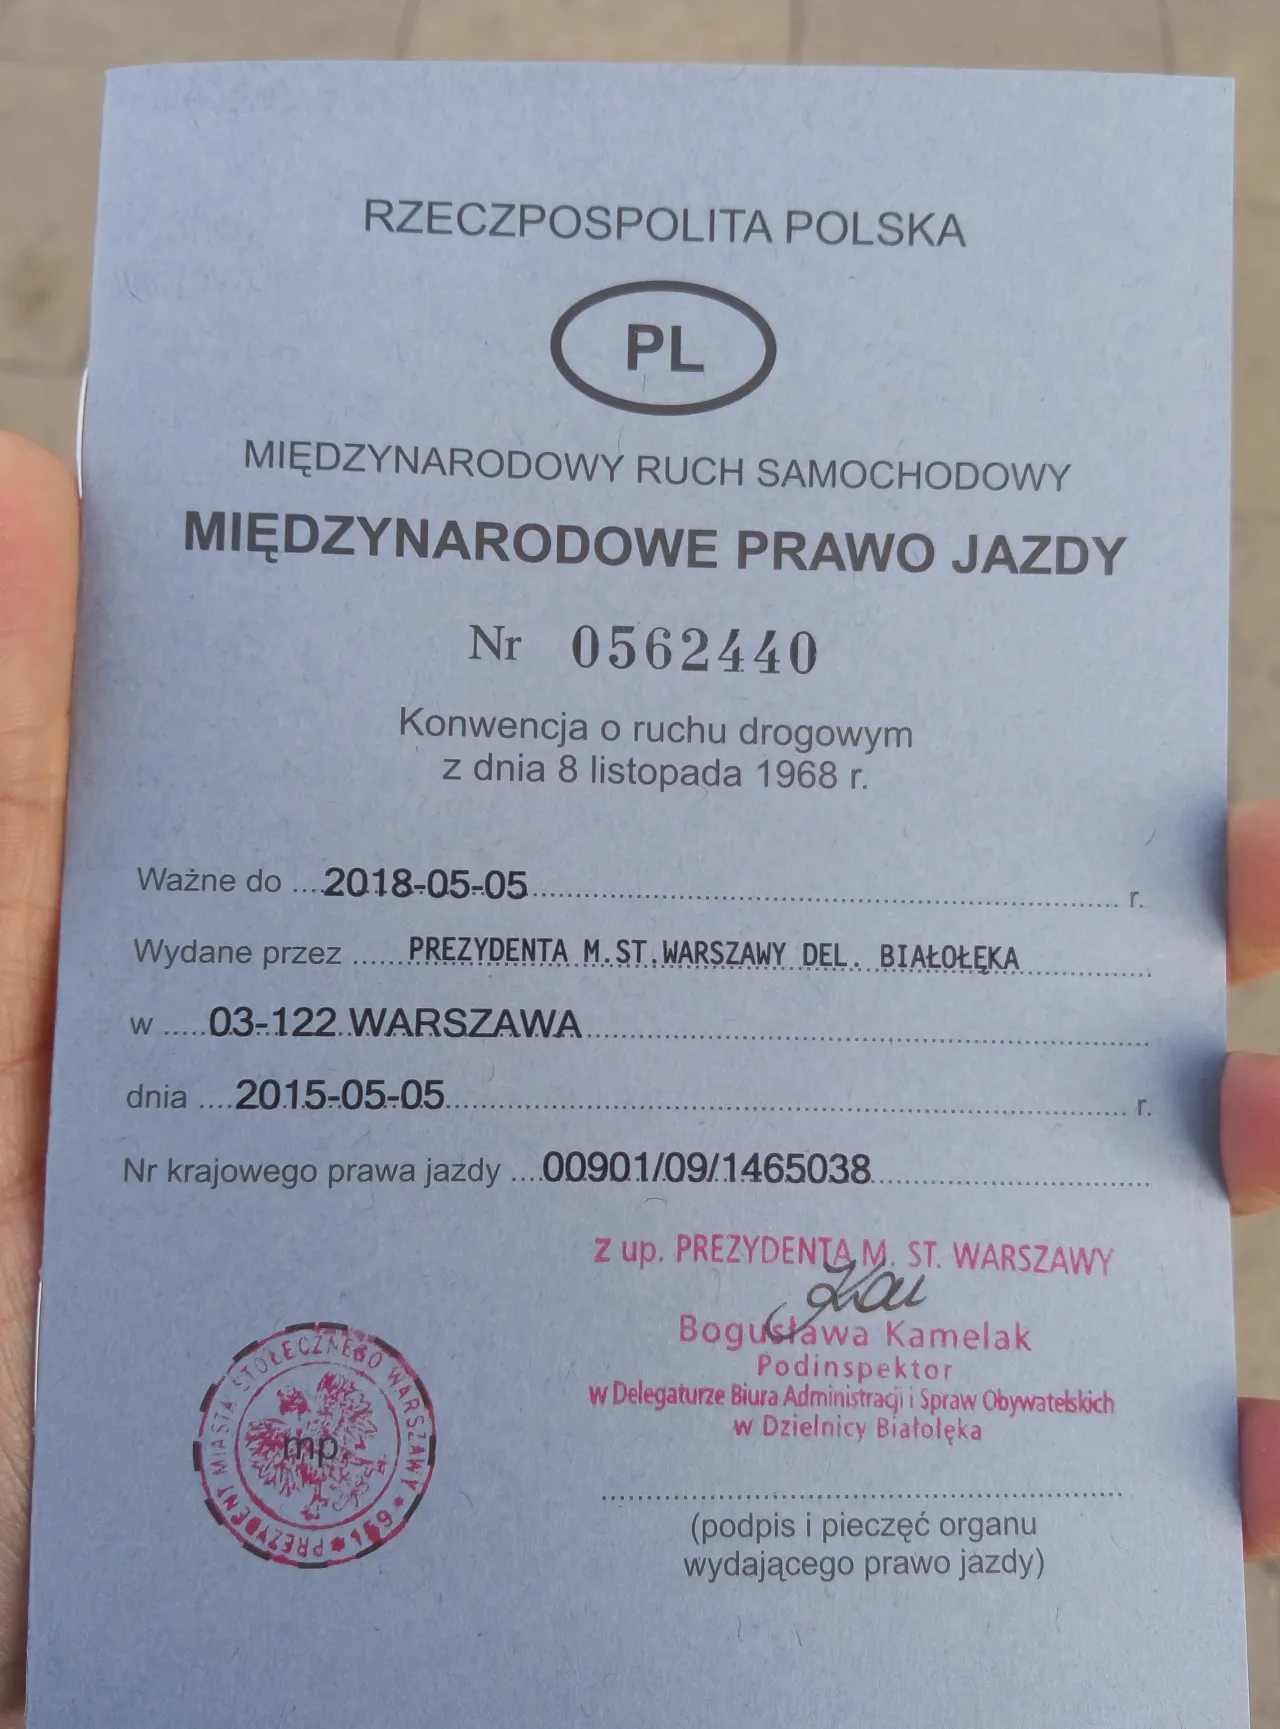 RZECZPOSPOLITA POLSKA
PL
MIĘDZYNARODOWY RUCH SAMOCHODOWY
MIĘDZYNARODOWE PRAWO JAZDY
Nr 0562440
Konwencja o ruchu drogowym
z dnia 8 listopada 1968 r.
Ważne do ....2018-05-05 r.
Wydane przez ...... PREZYDENTA M.ST.WARSZAWY DEL. BIAŁOŁĘKA
w .....03-122 WARSZAWA
dnia ....2015-05-05 r.
Nr krajowego prawa jazdy ....00901/09/1465038
Z up. PREZYDENTA M. ST. WARSZAWY
Bogusława Kamelak
Podinspektor
w Delegaturze Biura Administracji i Spraw Obywatelskich
w Dzielnicy Białołęka
PREZYDENT MIASTA STOŁECZNEGO WARSZAWY * 159 *
mp.
(podpis i pieczęć organu
wydającego prawo jazdy)